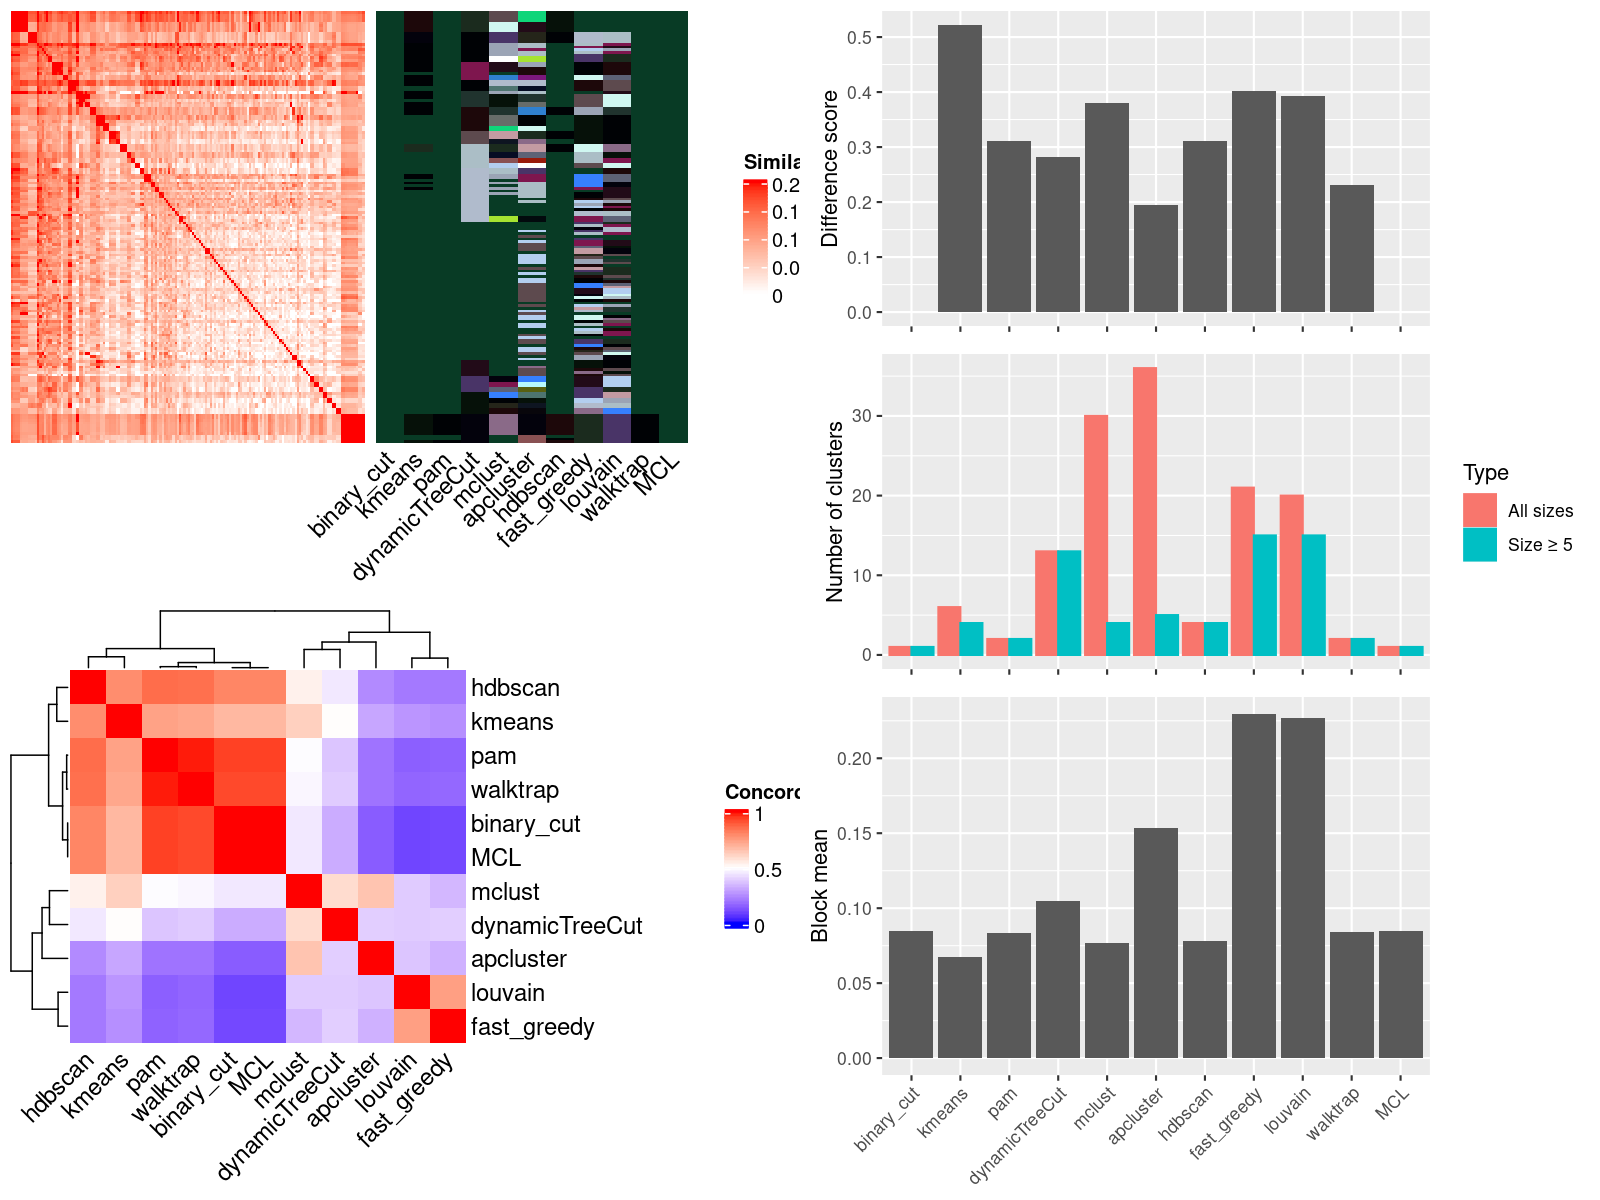 Simila
0.2
0.1
0.1
0.0
0
binary_cut
kmeans
pam
dynamicTreeCut
mclust
apcluster
hdbscan
fast_greedy
louvain
walktrap
MCL
hdbscan
kmeans
pam
walktrap
binary_cut
MCL
mclust
dynamicTreeCut
apcluster
louvain
fast_greedy
hdbscan
kmeans
pam
walktrap
binary_cut
MCL
mclust
dynamicTreeCut
apcluster
louvain
fast_greedy
Concord
1
0.5
0
Difference score
0.5
0.4
0.3
0.2
0.1
0.0
Number of clusters
30
20
10
0
Type
All sizes
Size ≥ 5
Block mean
0.20
0.15
0.10
0.05
0.00
binary_cut
kmeans
pam
dynamicTreeCut
mclust
apcluster
hdbscan
fast_greedy
louvain
walktrap
MCL